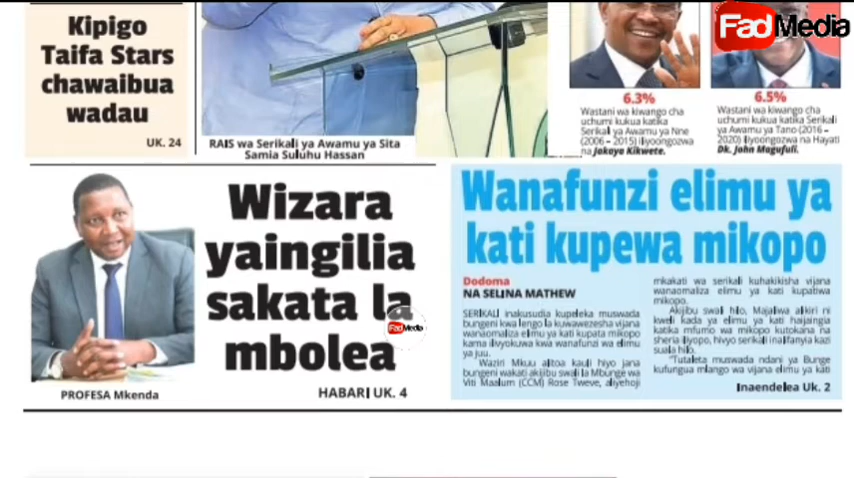 Fad Media
Kipigo
Taifa Stars
chawaibua
wadau
UK. 24
RAIS wa Serikali ya Awamu ya Sita
Samia Suluhu Hassan
6.3%
Wastani wa kiwango cha
uchumi kukua katika
Serikali ya Awamu ya Nne
(2006 – 2015) iliyoongozwa
na Jakaya Kikwete.
6.5%
Wastani wa kiwango cha
uchumi kukua katika Serikali
ya Awamu ya Tano (2016 –
2020) iliyoongozwa na Hayati
Dk. John Magufuli.
PROFESA Mkenda
Wizara
yaingilia
sakata la
mbolea
Fad Media
HABARI UK. 4
Wanafunzi elimu ya
kati kupewa mikopo
Dodoma
NA SELINA MATHEW
SERIKALI inakusudia kupeleka muswada
bungeni kwa lengo la kuwawezesha vijana
wanaomaliza elimu ya kati kupata mikopo
kama ilivyokuwa kwa wanafunzi wa elimu
ya juu.
Waziri Mkuu alitoa kauli hiyo jana
bungeni wakati akijibu swali la Mbunge wa
Viti Maalum (CCM) Rose Tweve, aliyehoji
mkakati wa serikali kuhakikisha vijana
wanaomaliza elimu ya kati kupatiwa
mikopo.
Akijibu swali hilo, Majaliwa alikiri ni
kweli kada ya elimu ya kati haijaingia
katika mfumo wa mikopo kutokana na
sheria iliyopo, hivyo serikali inalifanyia kazi
suala hilo.
"Tutaleta muswada ndani ya Bunge
kufungua mlango wa vijana elimu ya kati
Inaendelea Uk. 2